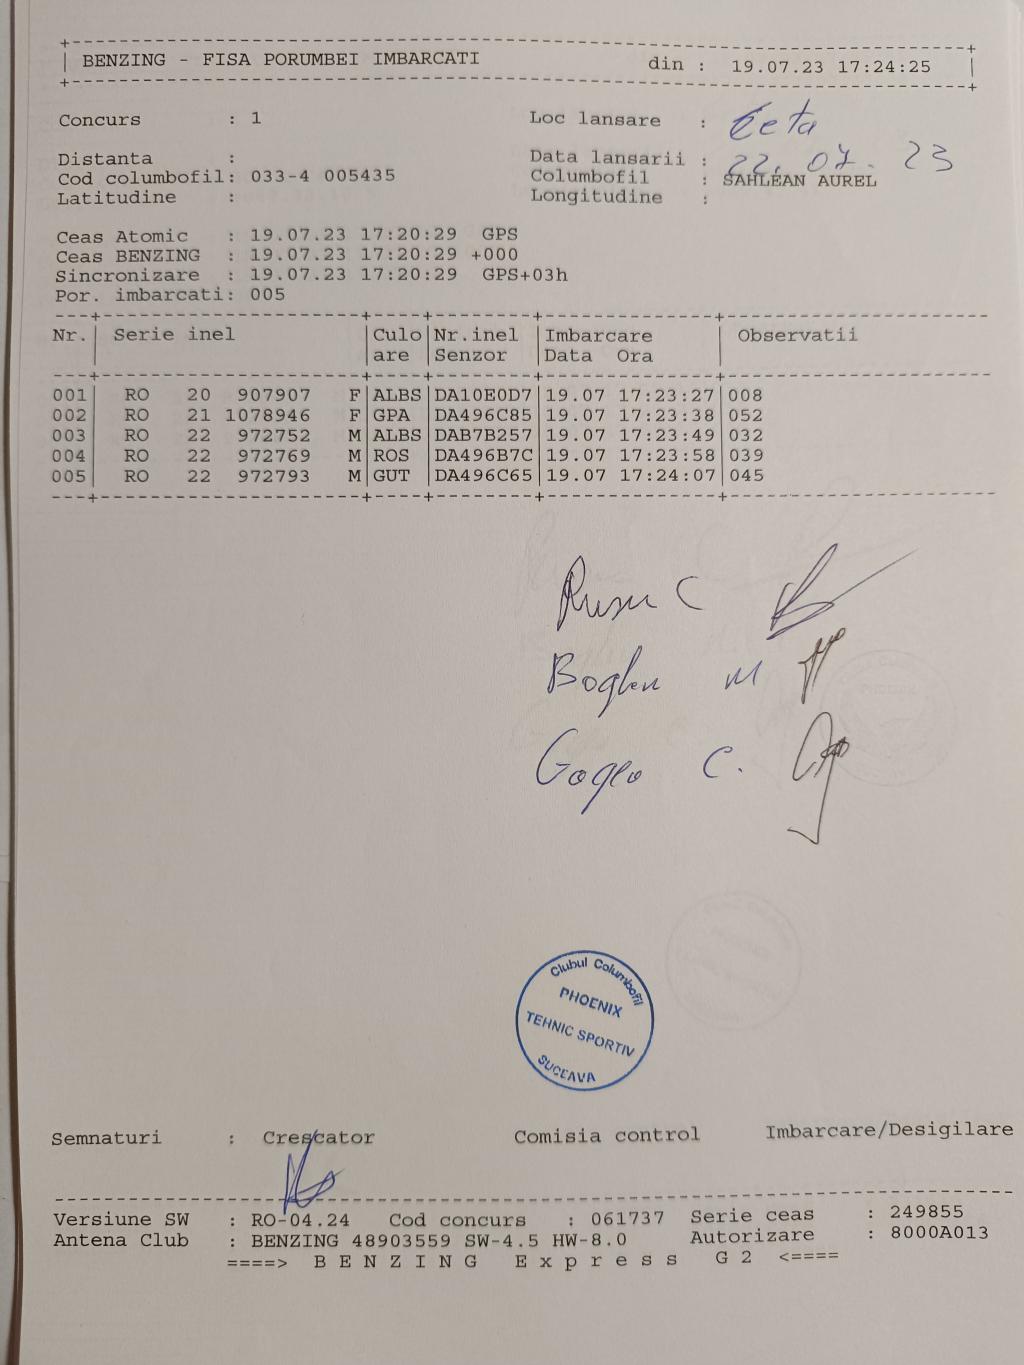 BENZING - FISA PORUMBEI IMBARCATI din : 19.07.23 17:24:25
Concurs : 1 Loc lansare :
Distanta : Data lansarii : 22. 07. 23
Cod columbofil: 033-4 005435 Columbofil : SAHLEAN AUREL
Latitudine : Longitudine :
Ceas Atomic : 19.07.23 17:20:29 GPS
Ceas BENZING : 19.07.23 17:20:29 +000
Sincronizare : 19.07.23 17:20:29 GPS+03h
Por. imbarcati: 005
Nr. Serie inel Culo Nr.inel Imbarcare Observatii
are Senzor Data Ora
001 RO 20 907907 F ALBS DA10E0D7 19.07 17:23:27 008
002 RO 21 1078946 F GPA DA496C85 19.07 17:23:38 052
003 RO 22 972752 M ALBS DAB7B257 19.07 17:23:49 032
004 RO 22 972769 M ROS DA496B7C 19.07 17:23:58 039
005 RO 22 972793 M GUT DA496C65 19.07 17:24:07 045
Rusu C
M
C.
Clubul Columbofil
PHOENIX
TEHNIC SPORTIV
SUCEAVA
Semnaturi : Crescator Comisia control Imbarcare/Desigilare
Versiune SW : RO-04.24 Cod concurs : 061737 Serie ceas : 249855
Antena Club : BENZING 48903559 SW-4.5 HW-8.0 Autorizare : 8000A013
====> B E N Z I N G E x p r e s s G 2 <====